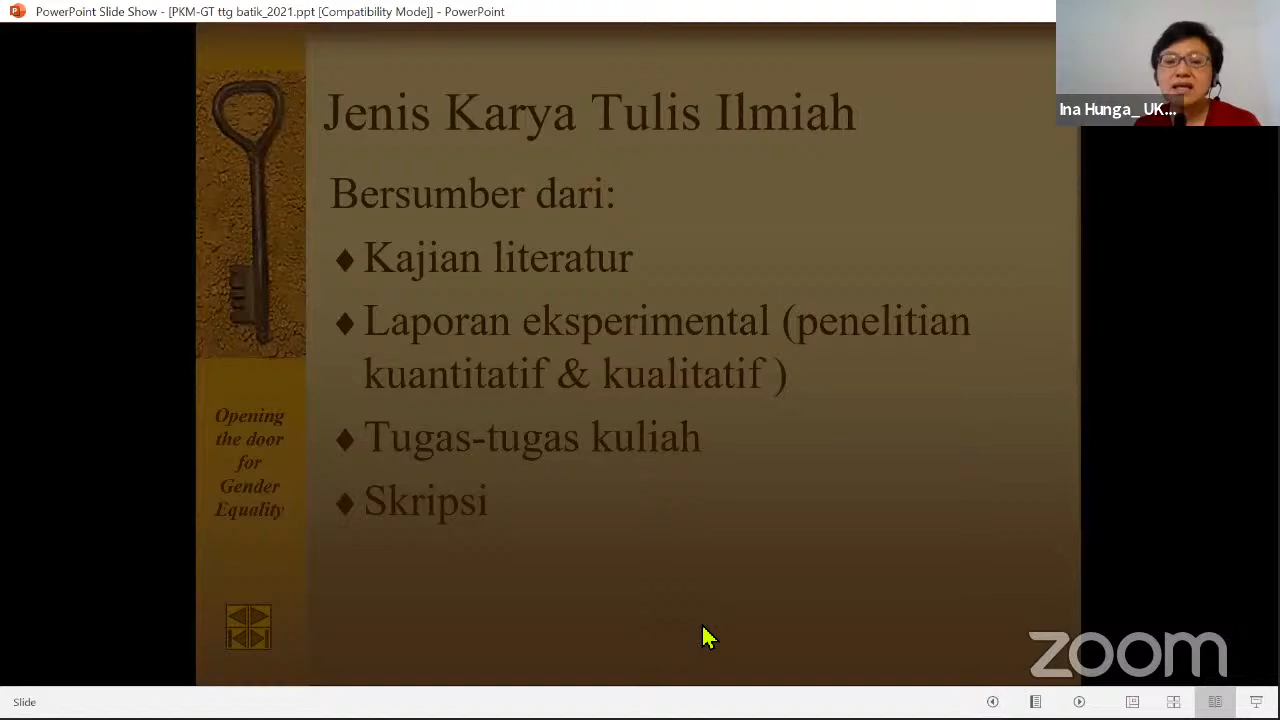 PowerPoint Slide Show - [PKM-GT ttg batik_2021.ppt [Compatibility Mode]] - PowerPoint
Ina Hunga_ UK...
Jenis Karya Tulis Ilmiah
Bersumber dari:
♦ Kajian literatur
♦ Laporan eksperimental (penelitian
kuantitatif & kualitatif )
♦ Tugas-tugas kuliah
♦ Skripsi
Opening
the door
for
Gender
Equality
zoom
Slide